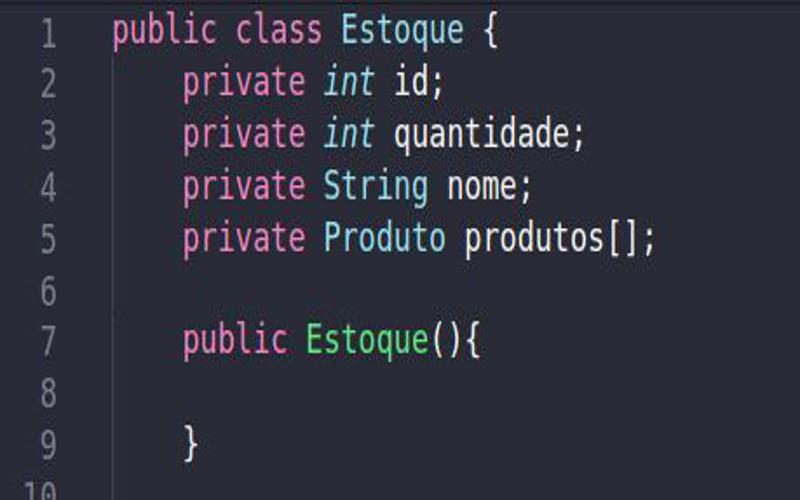 1 public class Estoque {
2 private int id;
3 private int quantidade;
4 private String nome;
5 private Produto produtos[];
6
7 public Estoque(){
8
9 }
10